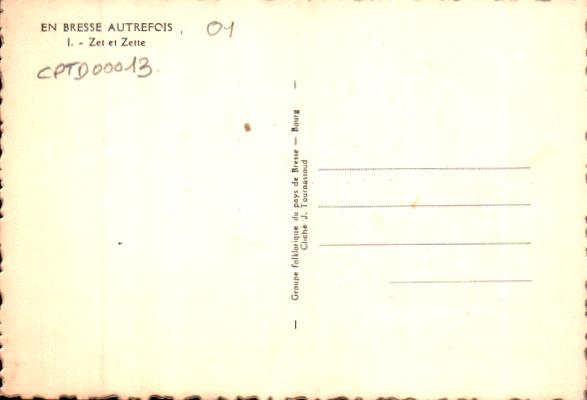 EN BRESSE AUTREFOIS
01
I. - Zet et Zette
CPTD00013
Groupe folklorique du pays de Bresse — Bourg
Cliché J. Tournassoud